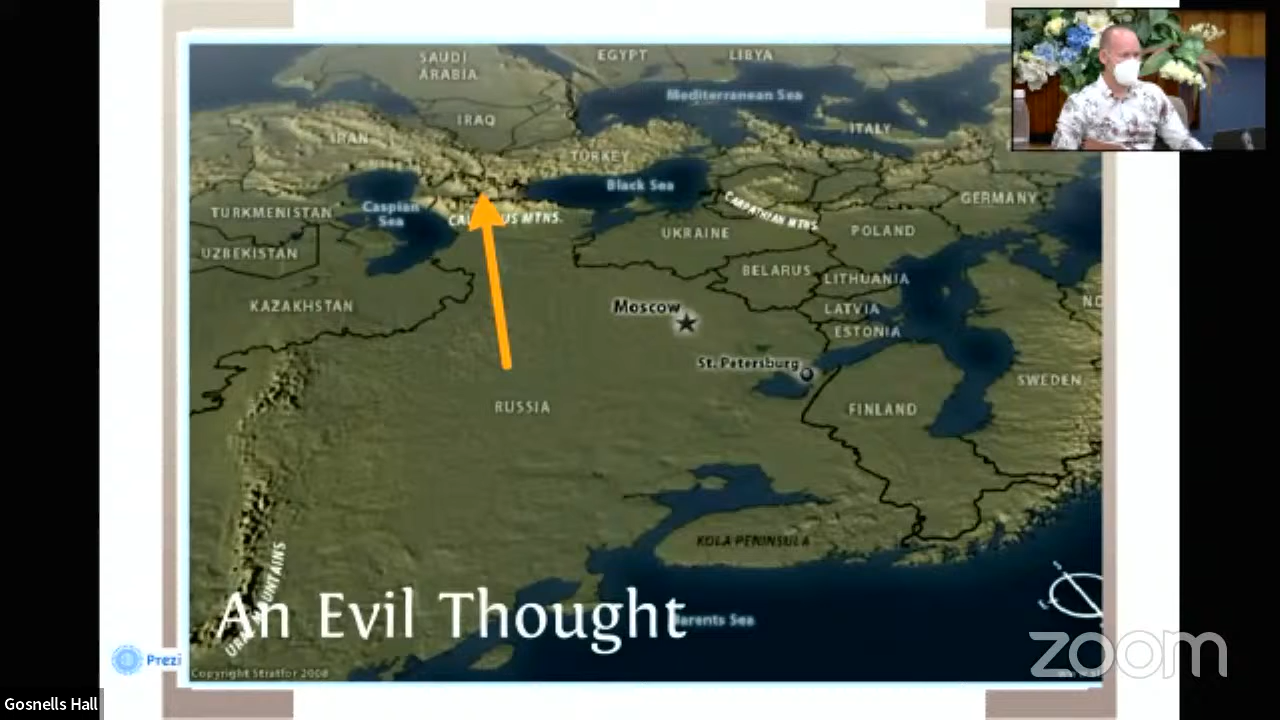 SAUDI
ARABIA
EGYPT
LIBYA
Mediterranean Sea
IRAQ
IRAN
ITALY
TURKEY
Black Sea
Caspian
Sea
TURKMENISTAN
CARPATHIAN MTNS.
GERMANY
MTNS.
UKRAINE
POLAND
UZBEKISTAN
BELARUS
LITHUANIA
KAZAKHSTAN
Moscow
LATVIA
ESTONIA
St. Petersburg
SWEDEN
RUSSIA
FINLAND
KOLA PENINSULA
An Evil Thought
Barents Sea
Prezi
Copyright Stratfor 2008
zoom
Gosnells Hall